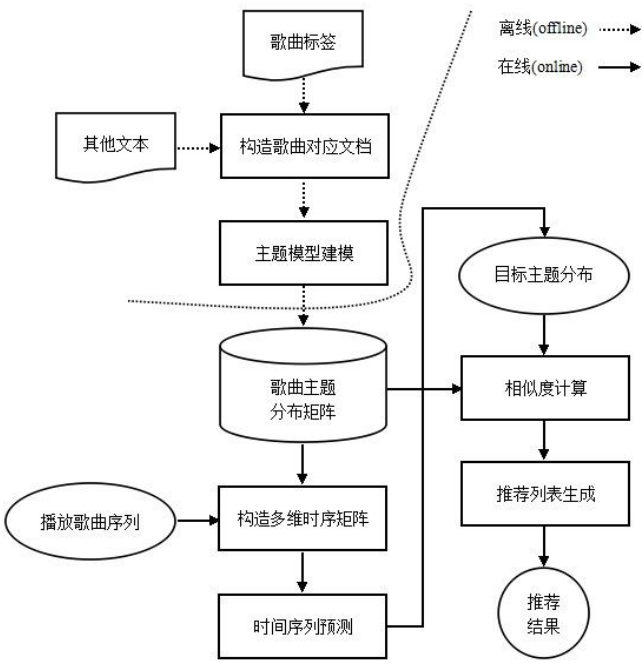 歌曲标签
离线(offline)
在线(online)
其他文本
构造歌曲对应文档
主题模型建模
目标主题分布
歌曲主题
分布矩阵
相似度计算
推荐列表生成
播放歌曲序列
构造多维时序矩阵
时间序列预测
推荐
结果